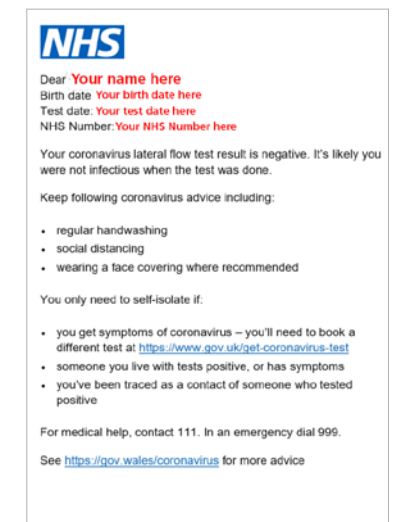 NHS
Dear Your name here
Birth date Your birth date here
Test date: Your test date here
NHS Number:Your NHS Number here
Your coronavirus lateral flow test result is negative. It's likely you
were not infectious when the test was done.
Keep following coronavirus advice including:
• regular handwashing
• social distancing
• wearing a face covering where recommended
You only need to self-isolate if:
• you get symptoms of coronavirus – you'll need to book a
different test at https://www.gov.uk/get-coronavirus-test
• someone you live with tests positive, or has symptoms
• you've been traced as a contact of someone who tested
positive
For medical help, contact 111. In an emergency dial 999.
See https://gov.wales/coronavirus for more advice